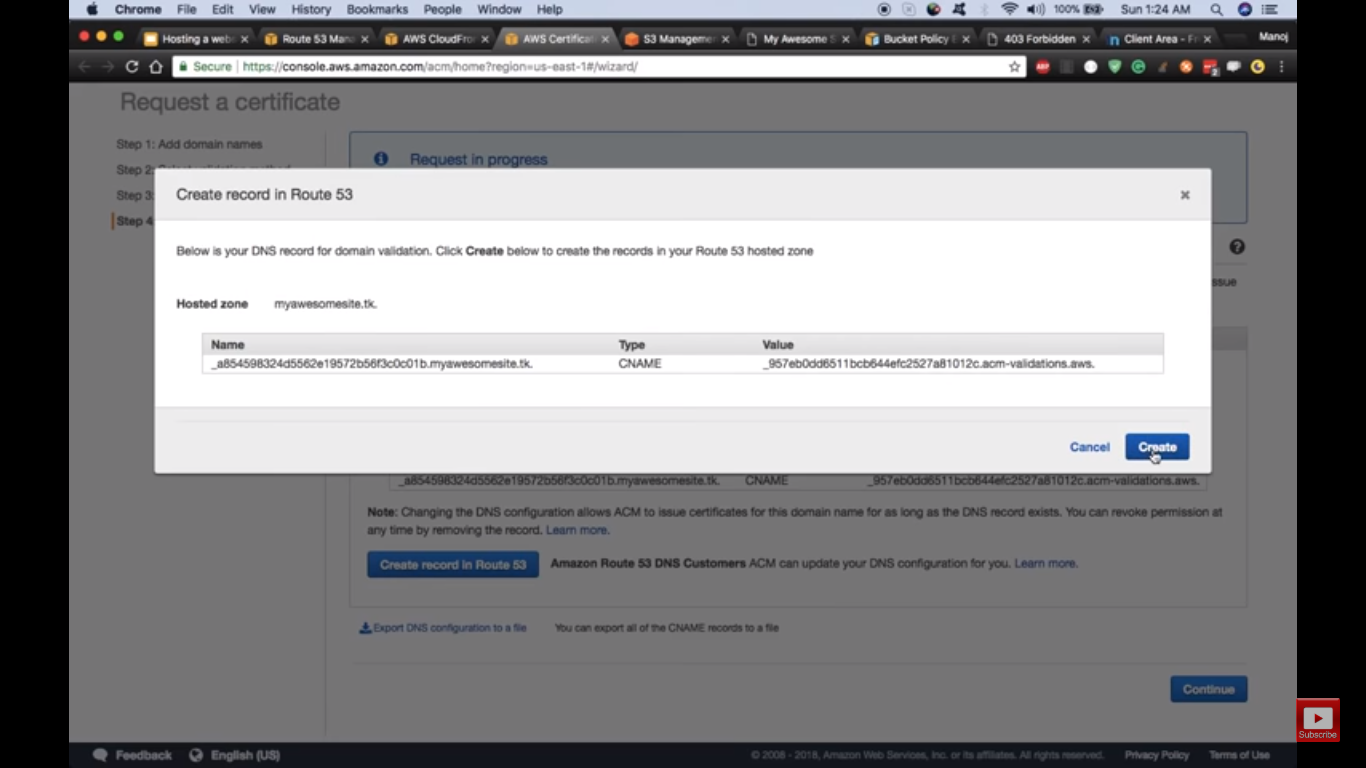 Chrome File Edit View History Bookmarks People Window Help 100% Sun 1:24 AM
Hosting a web Route 53 Man AWS CloudFro AWS Certificat S3 Managemen My Awesome S Bucket Policy 403 Forbidden Client Area - Manoj
Secure https://console.aws.amazon.com/acm/home?region=us-east-1#/wizard/
Request a certificate
Step 1: Add domain names
Step 2:
Step 3:
Step 4
Request in progress
Create record in Route 53
Below is your DNS record for domain validation. Click Create below to create the records in your Route 53 hosted zone
Hosted zone myawesomesite.tk.
Name Type Value
_a854598324d5562e19572b56f3c0c01b.myawesomesite.tk. CNAME _957eb0dd6511bcb644efc2527a81012c.acm-validations.aws.
Cancel Create
_a854598324d5562e19572b56f3c0c01b.myawesomesite.tk. CNAME _957eb0dd6511bcb644efc2527a81012c.acm-validations.aws.
Note: Changing the DNS configuration allows ACM to issue certificates for this domain name for as long as the DNS record exists. You can revoke permission at
any time by removing the record. Learn more.
Create record in Route 53 Amazon Route 53 DNS Customers ACM can update your DNS configuration for you. Learn more.
Export DNS configuration to a file You can export all of the CNAME records to a file
Continue
Subscribe
Feedback English (US) © 2008 - 2018, Amazon Web Services, Inc. or its affiliates. All rights reserved. Privacy Policy Terms of Use